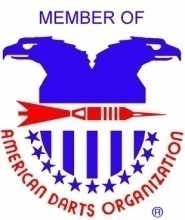 MEMBER OF
AMERICAN DARTS ORGANIZATION
®